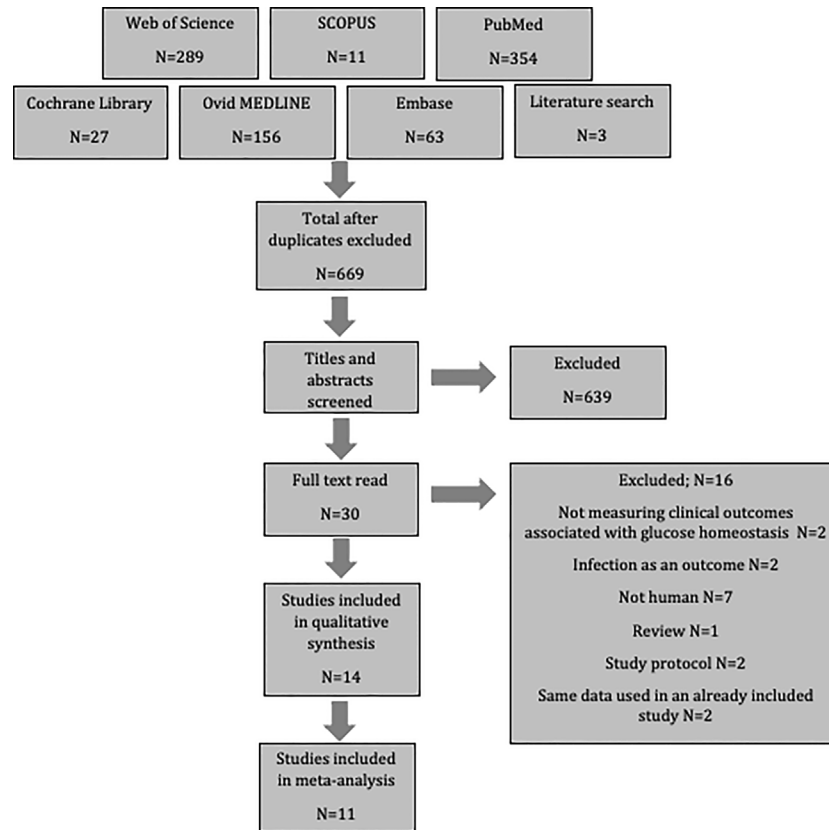 Web of Science
N=289
SCOPUS
N=11
PubMed
N=354
Cochrane Library
N=27
Ovid MEDLINE
N=156
Embase
N=63
Literature search
N=3
Total after
duplicates excluded
N=669
Titles and
abstracts
screened
Excluded
N=639
Full text read
N=30
Excluded; N=16
Not measuring clinical outcomes
associated with glucose homeostasis N=2
Infection as an outcome N=2
Not human N=7
Review N=1
Study protocol N=2
Same data used in an already included
study N=2
Studies included
in qualitative
synthesis
N=14
Studies included
in meta-analysis
N=11